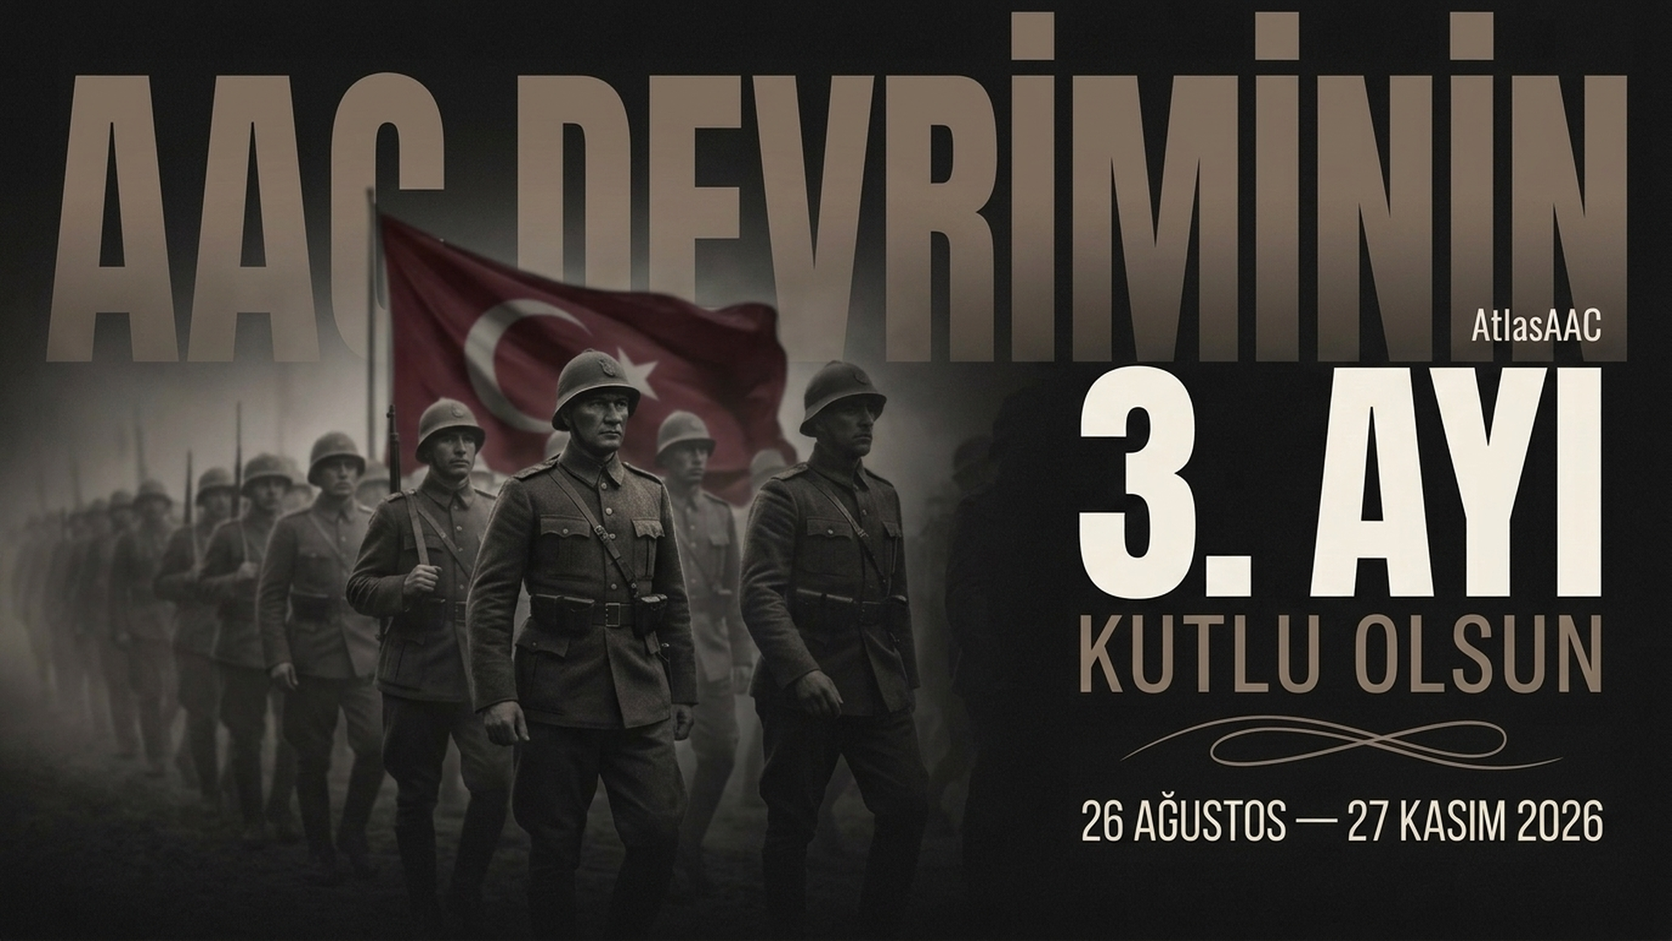 AAC DEVRİMİNİN
AtlasAAC
3. AYI
KUTLU OLSUN
26 AĞUSTOS — 27 KASIM 2026